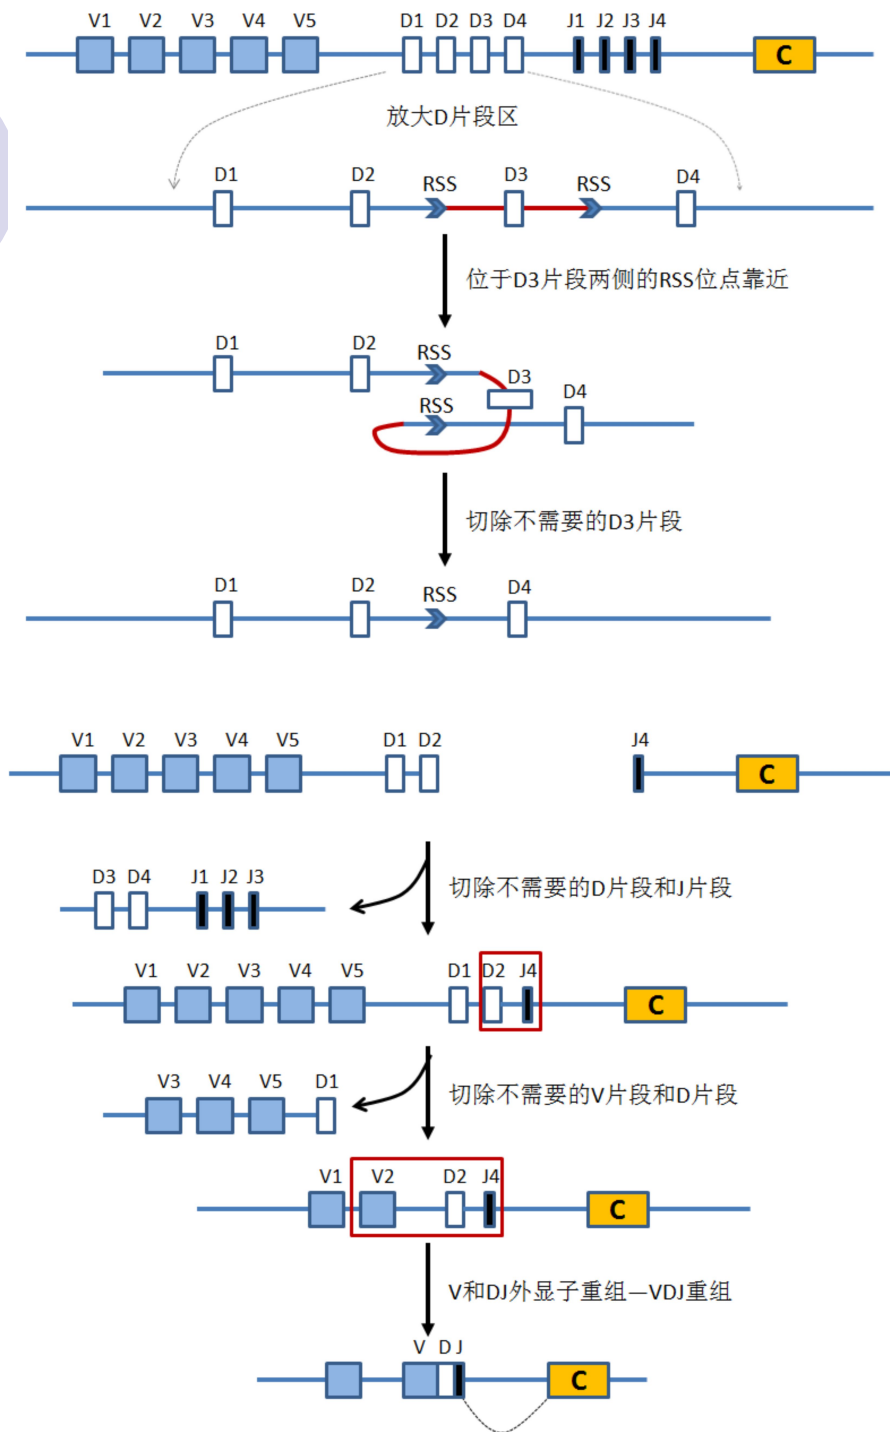 V1 V2 V3 V4 V5 D1 D2 D3 D4 J1 J2 J3 J4
C
放大D片段区
D1 D2 RSS D3 RSS D4
位于D3片段两侧的RSS位点靠近
D1 D2 RSS D3
RSS D4
切除不需要的D3片段
D1 D2 RSS D4
V1 V2 V3 V4 V5 D1 D2 J4
C
D3 D4 J1 J2 J3
切除不需要的D片段和J片段
V1 V2 V3 V4 V5 D1 D2 J4
C
V3 V4 V5 D1
切除不需要的V片段和D片段
V1 V2 D2 J4
C
V和DJ外显子重组—VDJ重组
V D J
C